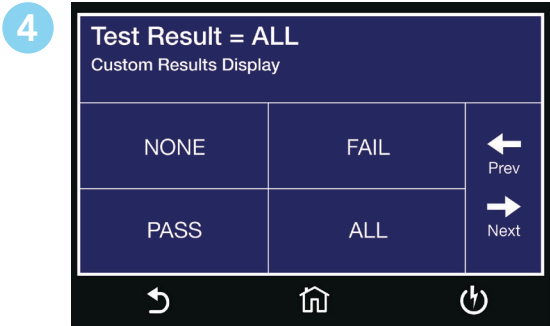 4
Test Result = ALL
Custom Results Display
NONE
FAIL
Prev
PASS
ALL
Next